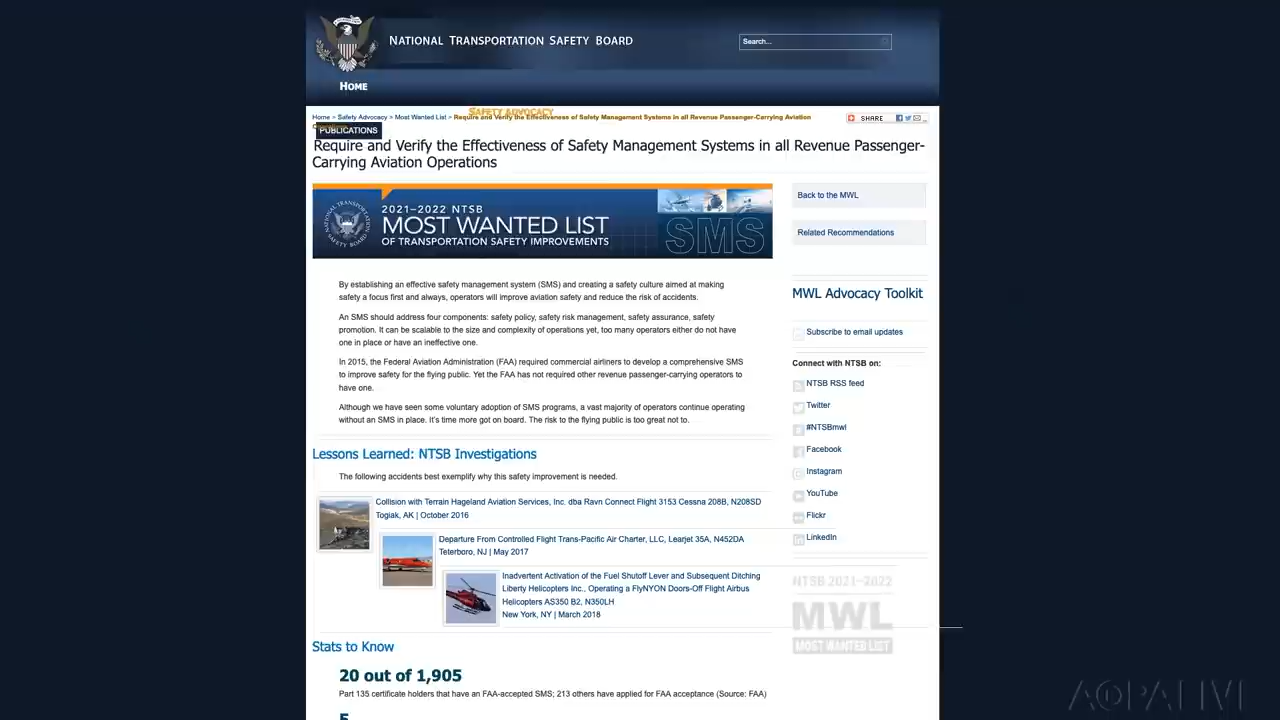 NATIONAL TRANSPORTATION SAFETY BOARD
Search...
HOME
SAFETY ADVOCACY
Home > Safety Advocacy > Most Wanted List > Require and Verify the Effectiveness of Safety Management Systems in all Revenue Passenger-Carrying Aviation
SHARE
PUBLICATIONS
Require and Verify the Effectiveness of Safety Management Systems in all Revenue Passenger-
Carrying Aviation Operations
2021–2022 NTSB
MOST WANTED LIST
OF TRANSPORTATION SAFETY IMPROVEMENTS
SMS
By establishing an effective safety management system (SMS) and creating a safety culture aimed at making
safety a focus first and always, operators will improve aviation safety and reduce the risk of accidents.
An SMS should address four components: safety policy, safety risk management, safety assurance, safety
promotion. It can be scalable to the size and complexity of operations yet, too many operators either do not have
one in place or have an ineffective one.
In 2015, the Federal Aviation Administration (FAA) required commercial airliners to develop a comprehensive SMS
to improve safety for the flying public. Yet the FAA has not required other revenue passenger-carrying operators to
have one.
Although we have seen some voluntary adoption of SMS programs, a vast majority of operators continue operating
without an SMS in place. It's time more got on board. The risk to the flying public is too great not to.
Lessons Learned: NTSB Investigations
The following accidents best exemplify why this safety improvement is needed.
Collision with Terrain Hageland Aviation Services, Inc. dba Ravn Connect Flight 3153 Cessna 208B, N208SD
Togiak, AK | October 2016
Departure From Controlled Flight Trans-Pacific Air Charter, LLC, Learjet 35A, N452DA
Teterboro, NJ | May 2017
Inadvertent Activation of the Fuel Shutoff Lever and Subsequent Ditching
Liberty Helicopters Inc., Operating a FlyNYON Doors-Off Flight Airbus
Helicopters AS350 B2, N350LH
New York, NY | March 2018
Stats to Know
20 out of 1,905
Part 135 certificate holders that have an FAA-accepted SMS; 213 others have applied for FAA acceptance (Source: FAA)
5
Back to the MWL
Related Recommendations
MWL Advocacy Toolkit
Subscribe to email updates
Connect with NTSB on:
NTSB RSS feed
Twitter
#NTSBmwl
Facebook
Instagram
YouTube
Flickr
LinkedIn
NTSB 2021–2022
MWL
MOST WANTED LIST
AOPALIVE